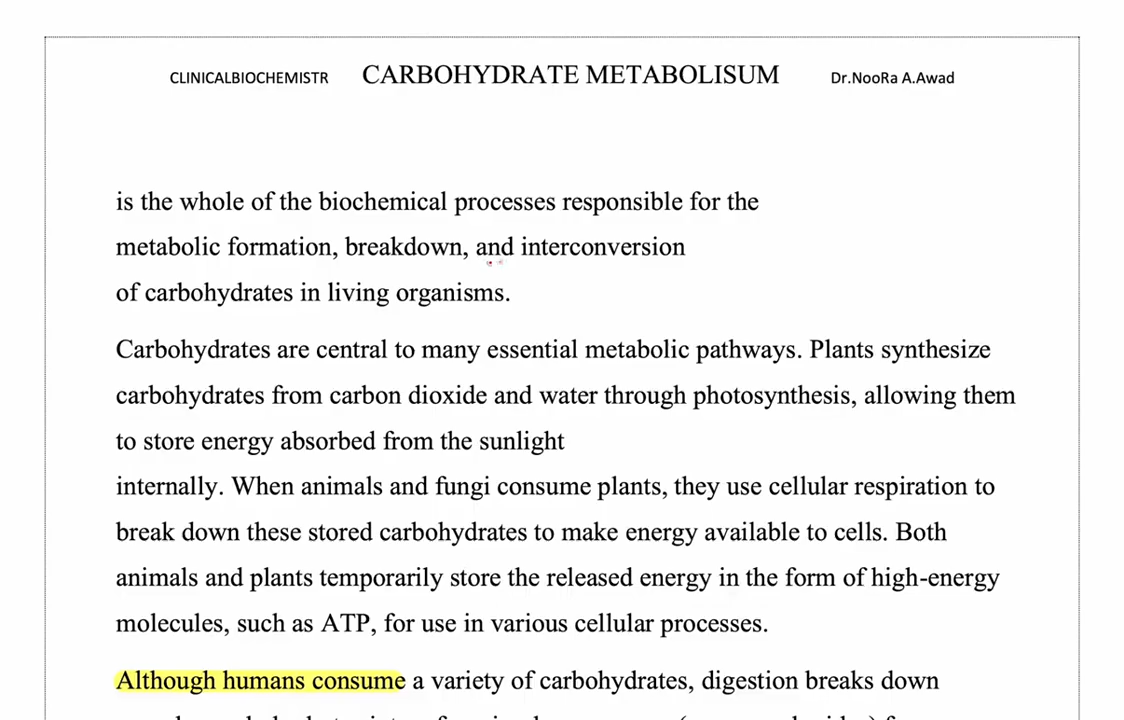 CLINICALBIOCHEMISTR CARBOHYDRATE METABOLISUM Dr.NooRa A.Awad
is the whole of the biochemical processes responsible for the
metabolic formation, breakdown, and interconversion
of carbohydrates in living organisms.
Carbohydrates are central to many essential metabolic pathways. Plants synthesize
carbohydrates from carbon dioxide and water through photosynthesis, allowing them
to store energy absorbed from the sunlight
internally. When animals and fungi consume plants, they use cellular respiration to
break down these stored carbohydrates to make energy available to cells. Both
animals and plants temporarily store the released energy in the form of high-energy
molecules, such as ATP, for use in various cellular processes.
Although humans consume a variety of carbohydrates, digestion breaks down